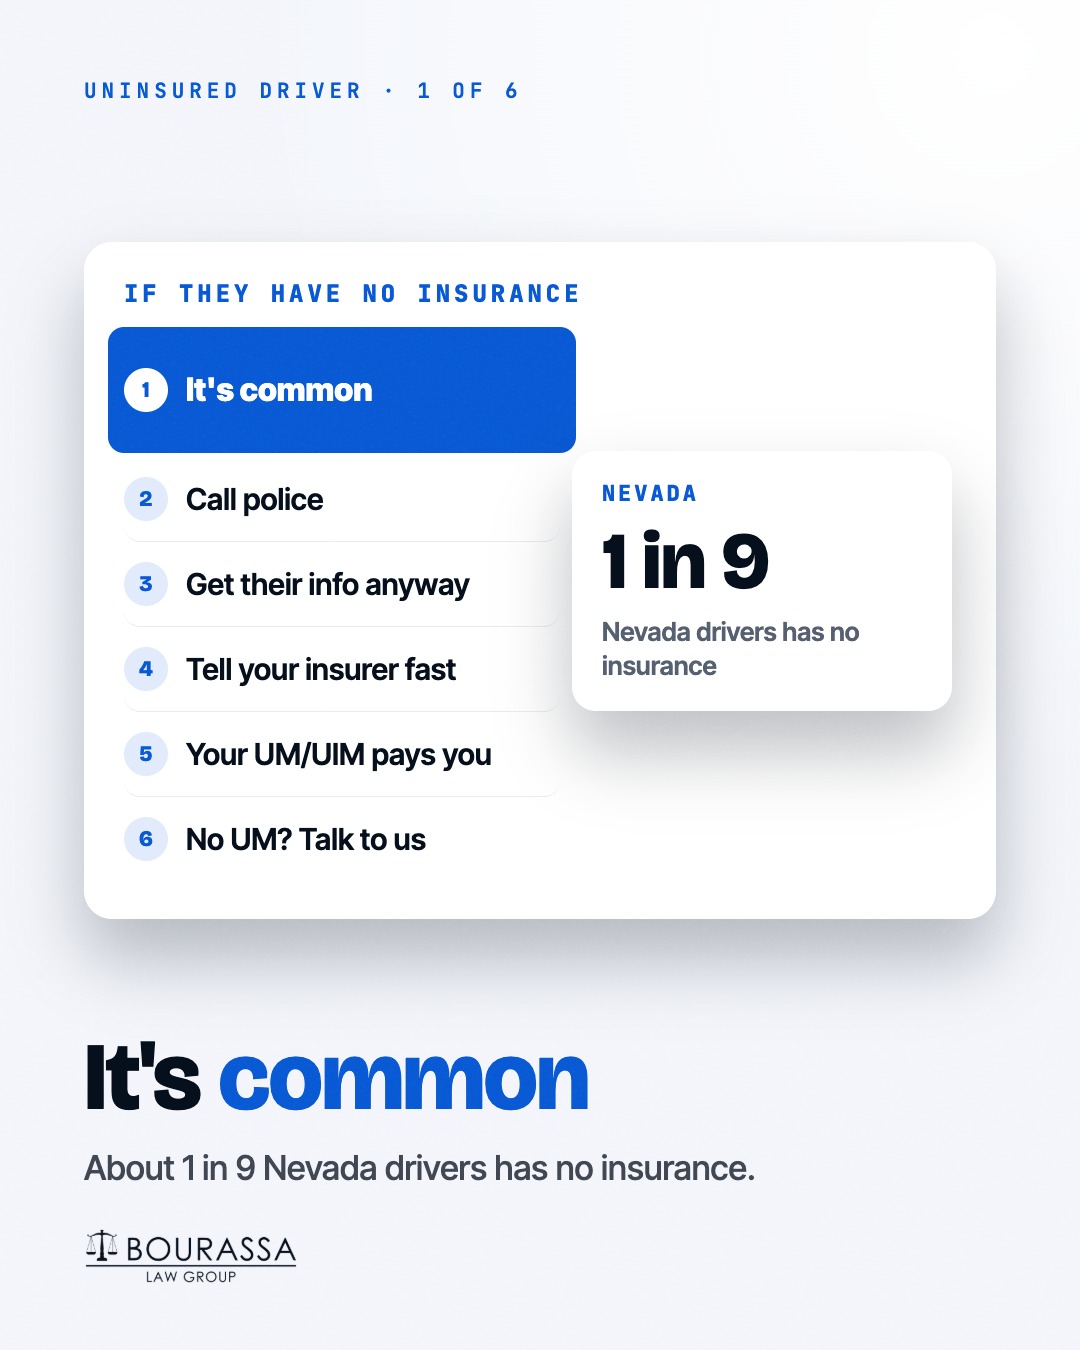 UNINSURED DRIVER · 1 OF 6
IF THEY HAVE NO INSURANCE
1 It's common
2 Call police
3 Get their info anyway
4 Tell your insurer fast
5 Your UM/UIM pays you
6 No UM? Talk to us
NEVADA
1 in 9
Nevada drivers has no
insurance
It's common
About 1 in 9 Nevada drivers has no insurance.
BOURASSA
LAW GROUP